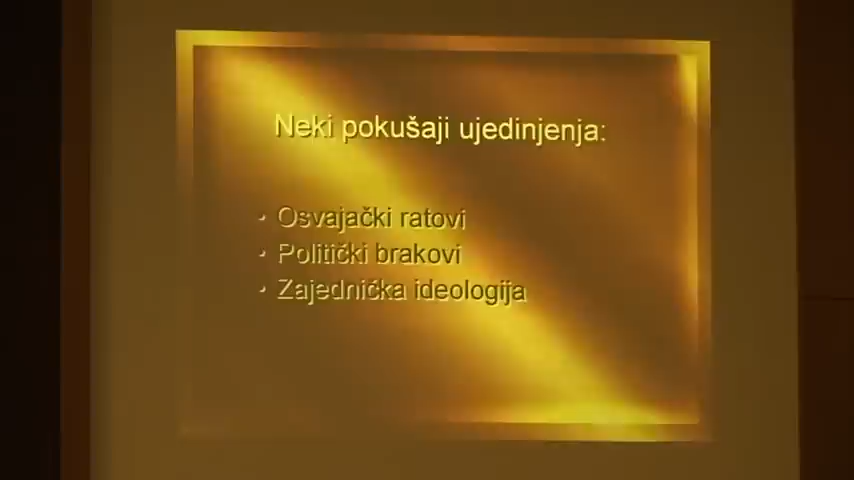 Neki pokušaji ujedinjenja:
• Osvajački ratovi
• Politički brakovi
• Zajednička ideologija